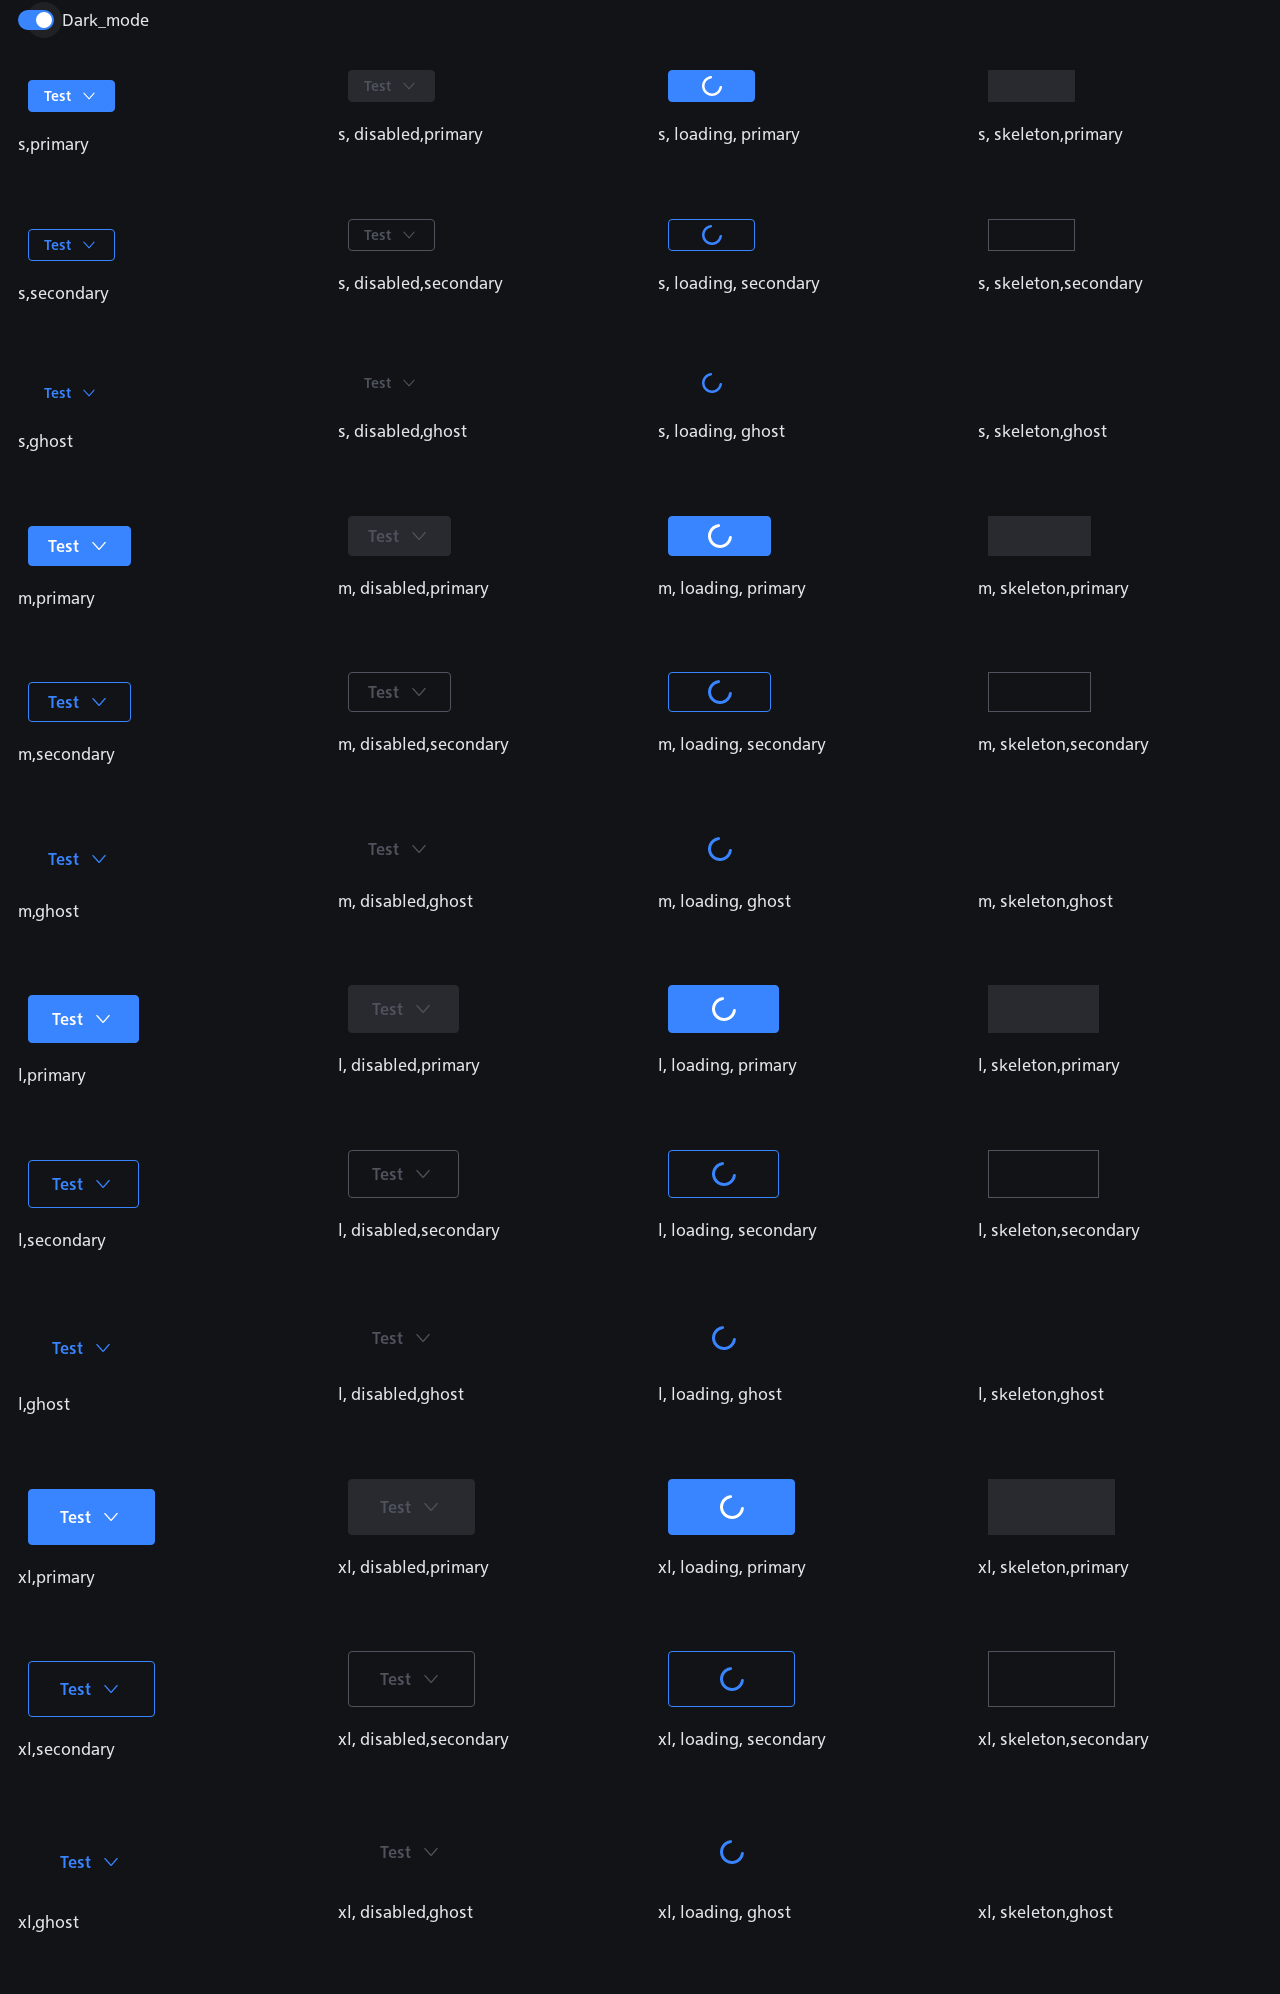 Dark_mode
Test
Test
s,primary
s, disabled,primary
s, loading, primary
s, skeleton,primary
Test
Test
s,secondary
s, disabled,secondary
s, loading, secondary
s, skeleton,secondary
Test
Test
s,ghost
s, disabled,ghost
s, loading, ghost
s, skeleton,ghost
Test
Test
m,primary
m, disabled,primary
m, loading, primary
m, skeleton,primary
Test
Test
m,secondary
m, disabled,secondary
m, loading, secondary
m, skeleton,secondary
Test
Test
m,ghost
m, disabled,ghost
m, loading, ghost
m, skeleton,ghost
Test
Test
l,primary
l, disabled,primary
l, loading, primary
l, skeleton,primary
Test
Test
l,secondary
l, disabled,secondary
l, loading, secondary
l, skeleton,secondary
Test
Test
l,ghost
l, disabled,ghost
l, loading, ghost
l, skeleton,ghost
Test
Test
xl,primary
xl, disabled,primary
xl, loading, primary
xl, skeleton,primary
Test
Test
xl,secondary
xl, disabled,secondary
xl, loading, secondary
xl, skeleton,secondary
Test
Test
xl,ghost
xl, disabled,ghost
xl, loading, ghost
xl, skeleton,ghost